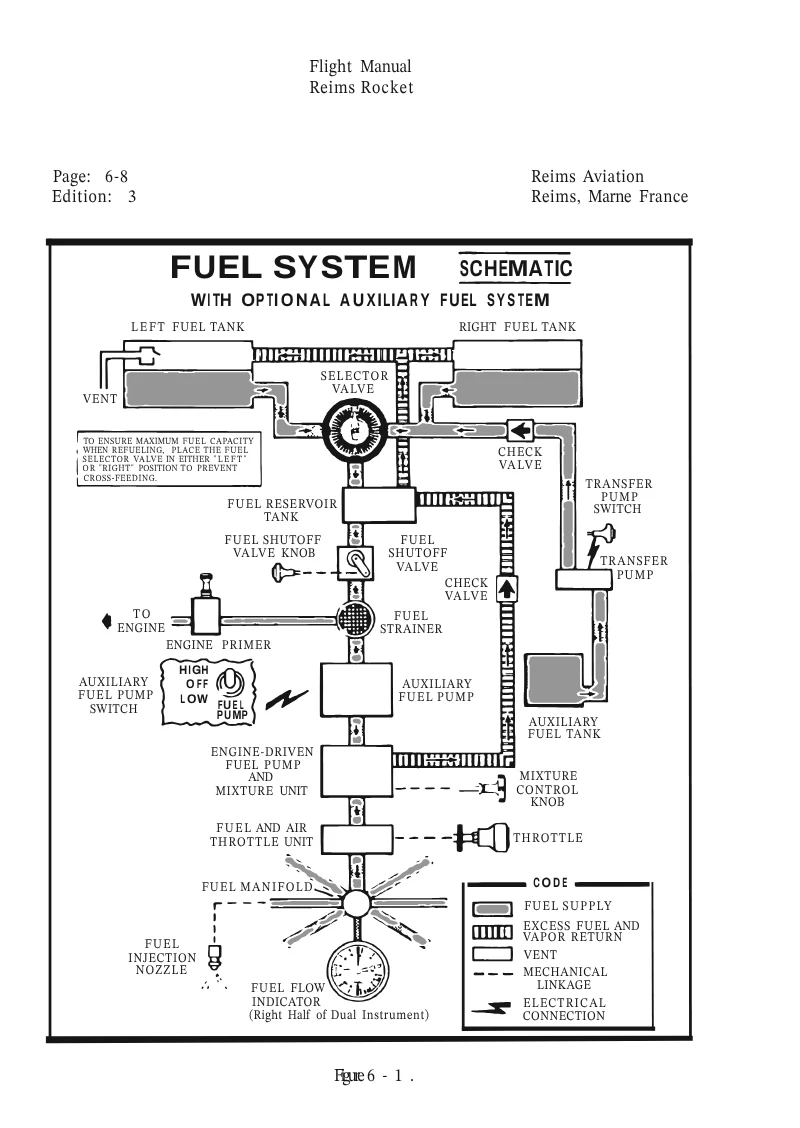 Flight Manual
Reims Rocket
Page: 6-8
Edition: 3
Reims Aviation
Reims, Marne France
FUEL SYSTEM SCHEMATIC
WITH OPTIONAL AUXILIARY FUEL SYSTEM
LEFT FUEL TANK
RIGHT FUEL TANK
SELECTOR
VALVE
VENT
TO ENSURE MAXIMUM FUEL CAPACITY
WHEN REFUELING, PLACE THE FUEL
SELECTOR VALVE IN EITHER "LEFT"
OR "RIGHT" POSITION TO PREVENT
CROSS-FEEDING.
CHECK
VALVE
TRANSFER
PUMP
SWITCH
FUEL RESERVOIR
TANK
FUEL SHUTOFF
VALVE KNOB
FUEL
SHUTOFF
VALVE
TRANSFER
PUMP
CHECK
VALVE
TO
ENGINE
FUEL
STRAINER
ENGINE PRIMER
AUXILIARY
FUEL PUMP
SWITCH
HIGH
OFF
LOW
FUEL
PUMP
AUXILIARY
FUEL PUMP
AUXILIARY
FUEL TANK
ENGINE-DRIVEN
FUEL PUMP
AND
MIXTURE UNIT
MIXTURE
CONTROL
KNOB
FUEL AND AIR
THROTTLE UNIT
THROTTLE
FUEL MANIFOLD
FUEL
INJECTION
NOZZLE
FUEL FLOW
INDICATOR
(Right Half of Dual Instrument)
CODE
FUEL SUPPLY
EXCESS FUEL AND
VAPOR RETURN
VENT
MECHANICAL
LINKAGE
ELECTRICAL
CONNECTION
Figure 6 - 1 .